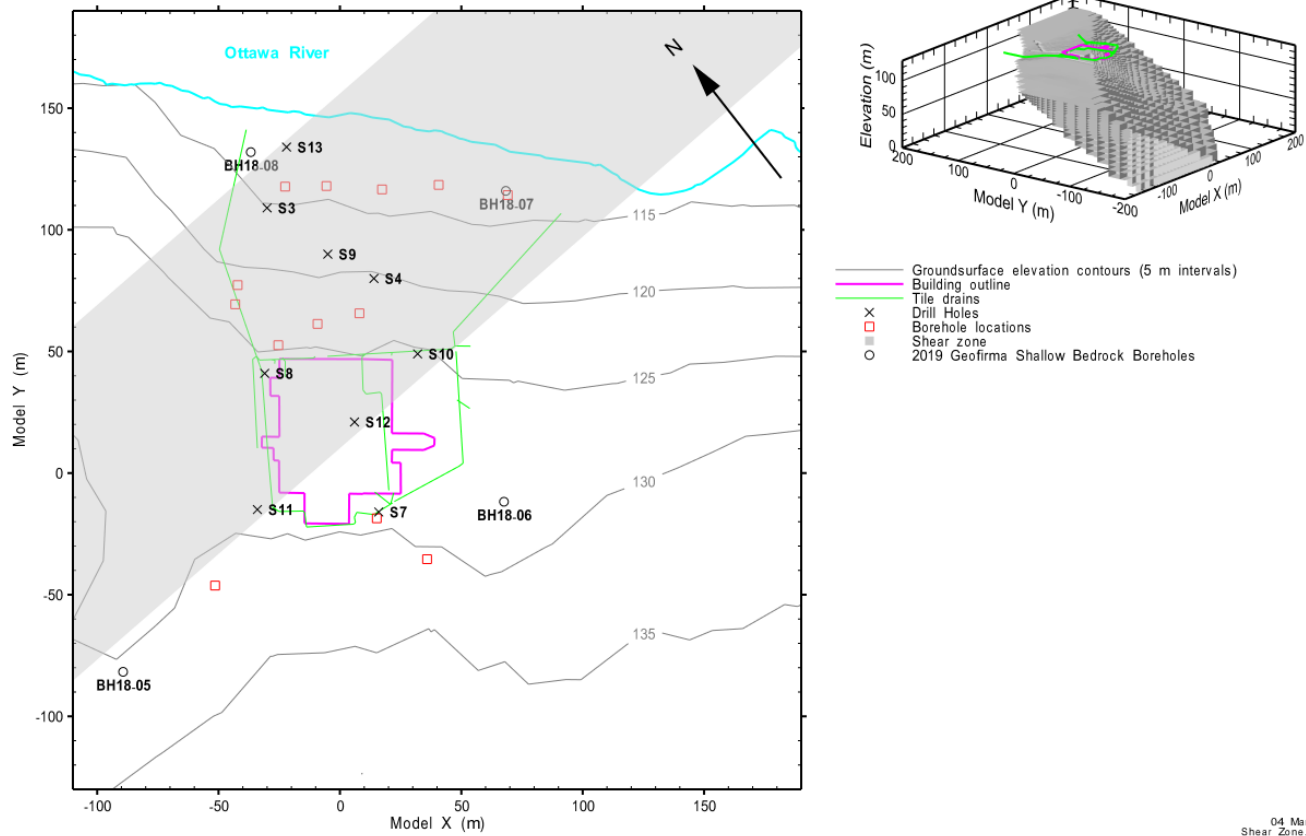 Ottawa River
N
S13
BH18-08
BH18-07
S3
115
S9
S4
120
S10
125
S8
S12
130
S11
S7
BH18-06
135
BH18-05
150
100
50
0
-50
-100
Model Y (m)
-100
-50
0
50
100
150
Model X (m)
Elevation (m)
100
50
0
200
100
0
-100
-200
Model Y (m)
-100
0
100
200
Model X (m)
Groundsurface elevation contours (5 m intervals)
Building outline
Tile drains
Drill Holes
Borehole locations
Shear zone
2019 Geofirma Shallow Bedrock Boreholes
04 Mar
Shear Zone.